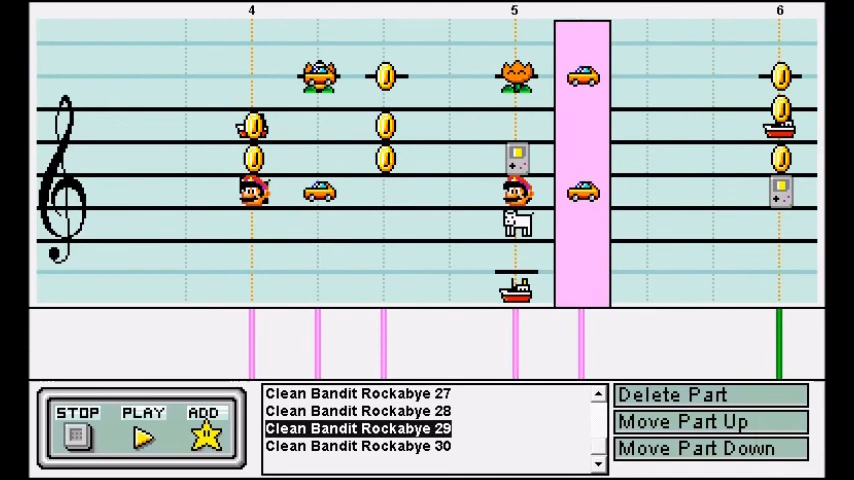 4 5 6
STOP PLAY ADD
Clean Bandit Rockabye 27
Clean Bandit Rockabye 28
Clean Bandit Rockabye 29
Clean Bandit Rockabye 30
Delete Part
Move Part Up
Move Part Down